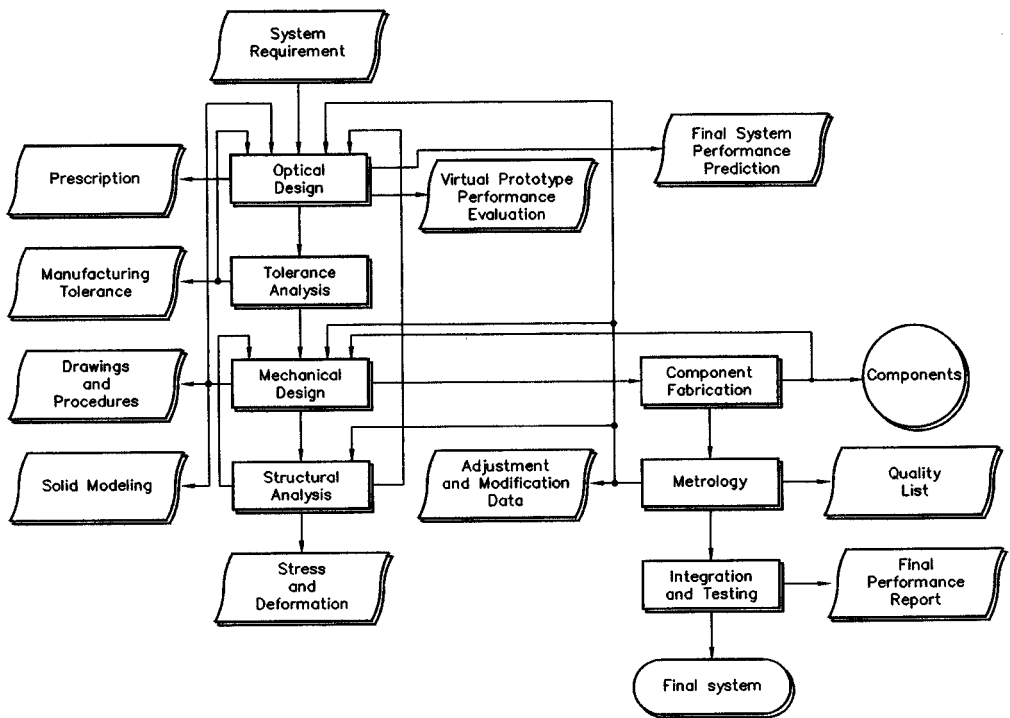 System
Requirement
Final System
Performance
Prediction
Prescription
Optical
Design
Virtual Prototype
Performance
Evaluation
Manufacturing
Tolerance
Tolerance
Analysis
Drawings
and
Procedures
Mechanical
Design
Component
Fabrication
Components
Solid Modeling
Structural
Analysis
Adjustment
and Modification
Data
Metrology
Quality
List
Stress
and
Deformation
Integration
and Testing
Final
Performance
Report
Final system